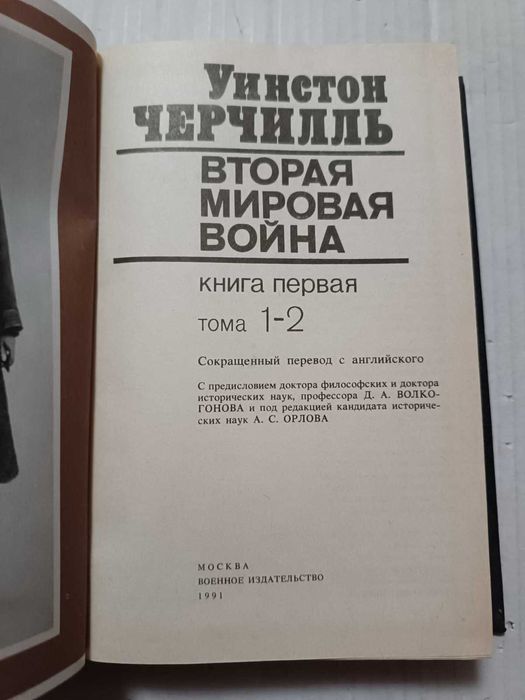 Уинстон
ЧЕРЧИЛЛЬ
ВТОРАЯ
МИРОВАЯ
ВОЙНА
книга первая
тома 1-2
Сокращенный перевод с английского
С предисловием доктора философских и доктора
исторических наук, профессора Д. А. ВОЛКО-
ГОНОВА и под редакцией кандидата историче-
ских наук А. С. ОРЛОВА
МОСКВА
ВОЕННОЕ ИЗДАТЕЛЬСТВО
1991